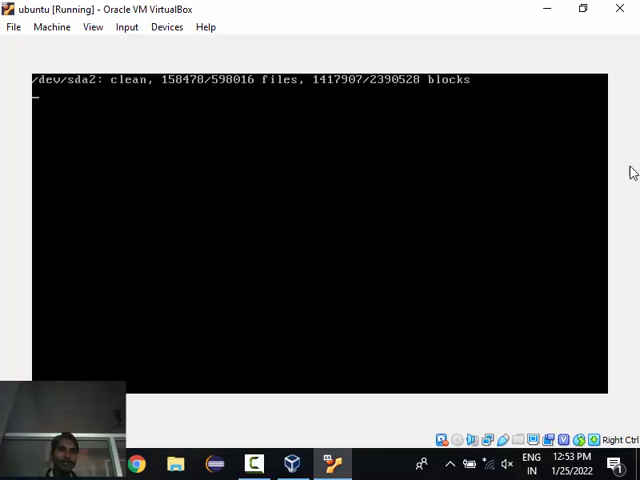 ubuntu [Running] - Oracle VM VirtualBox
File Machine View Input Devices Help
/dev/sda2: clean, 158478/598016 files, 1417907/2390528 blocks
Right Ctrl
ENG 12:53 PM
IN 1/25/2022
1